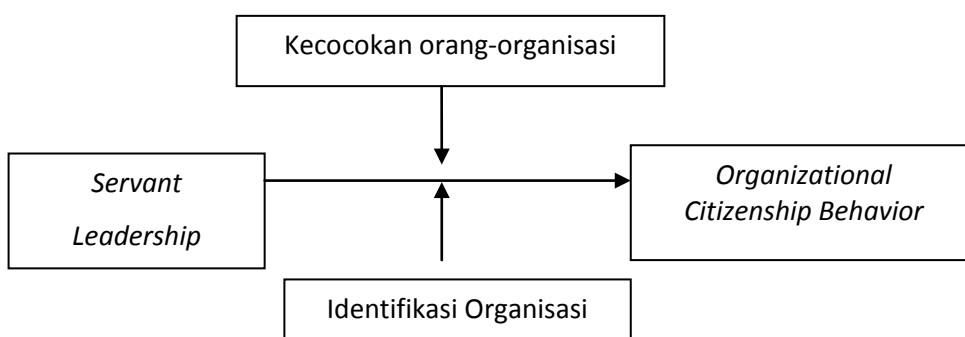 Kecocokan orang-organisasi
Servant
Leadership
Organizational
Citizenship Behavior
Identifikasi Organisasi